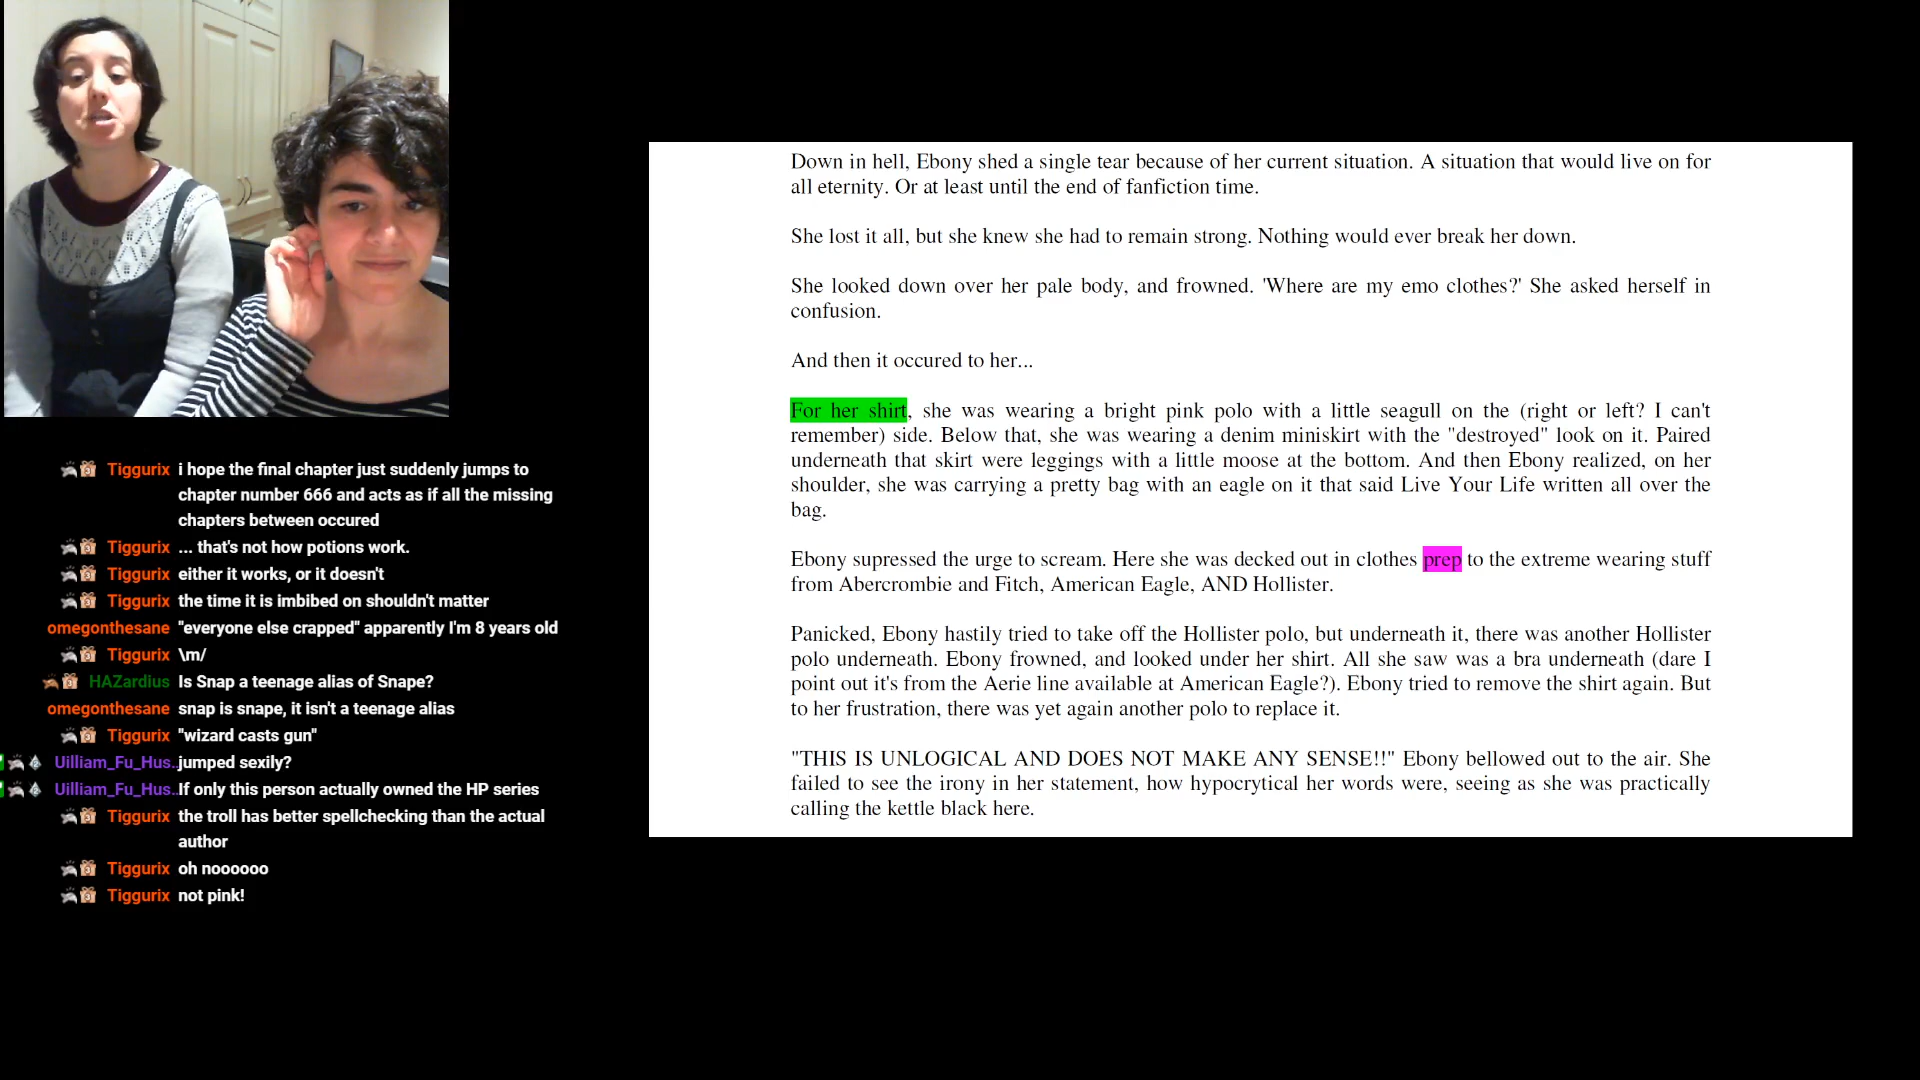 Down in hell, Ebony shed a single tear because of her current situation. A situation that would live on for
all eternity. Or at least until the end of fanfiction time.
She lost it all, but she knew she had to remain strong. Nothing would ever break her down.
She looked down over her pale body, and frowned. 'Where are my emo clothes?' She asked herself in
confusion.
And then it occured to her...
For her shirt, she was wearing a bright pink polo with a little seagull on the (right or left? I can't
remember) side. Below that, she was wearing a denim miniskirt with the "destroyed" look on it. Paired
underneath that skirt were leggings with a little moose at the bottom. And then Ebony realized, on her
shoulder, she was carrying a pretty bag with an eagle on it that said Live Your Life written all over the
bag.
Ebony supressed the urge to scream. Here she was decked out in clothes prep to the extreme wearing stuff
from Abercrombie and Fitch, American Eagle, AND Hollister.
Panicked, Ebony hastily tried to take off the Hollister polo, but underneath it, there was another Hollister
polo underneath. Ebony frowned, and looked under her shirt. All she saw was a bra underneath (dare I
point out it's from the Aerie line available at American Eagle?). Ebony tried to remove the shirt again. But
to her frustration, there was yet again another polo to replace it.
"THIS IS UNLOGICAL AND DOES NOT MAKE ANY SENSE!!" Ebony bellowed out to the air. She
failed to see the irony in her statement, how hypocrytical her words were, seeing as she was practically
calling the kettle black here.
Tiggurix i hope the final chapter just suddenly jumps to
chapter number 666 and acts as if all the missing
chapters between occured
Tiggurix ... that's not how potions work.
Tiggurix either it works, or it doesn't
Tiggurix the time it is imbibed on shouldn't matter
omegonthesane "everyone else crapped" apparently I'm 8 years old
Tiggurix \m/
HAZardius Is Snap a teenage alias of Snape?
omegonthesane snap is snape, it isn't a teenage alias
Tiggurix "wizard casts gun"
Uilliam_Fu_Hus.. jumped sexily?
Uilliam_Fu_Hus.. If only this person actually owned the HP series
Tiggurix the troll has better spellchecking than the actual
author
Tiggurix oh noooooo
Tiggurix not pink!